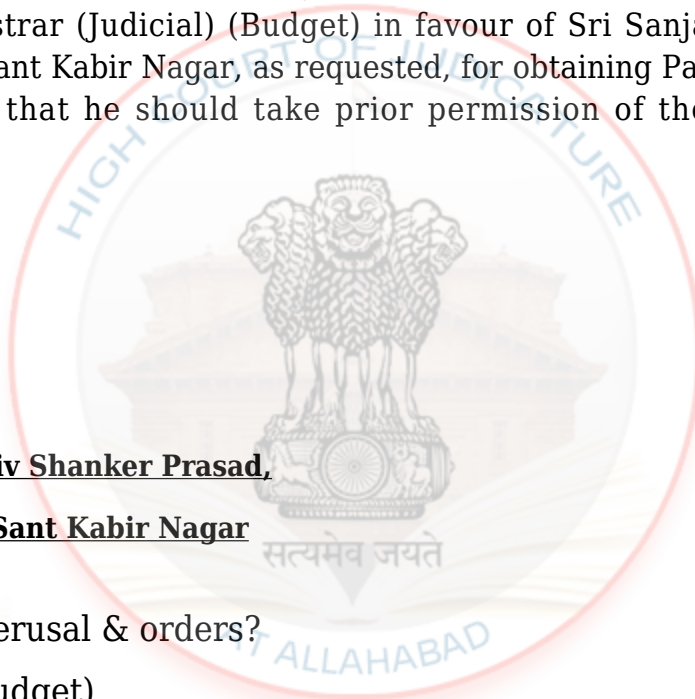 strar (Judicial) (Budget) in favour of Sri Sanja
ant Kabir Nagar, as requested, for obtaining Pa
that he should take prior permission of the
HIGH COURT OF JUDICATURE
iv Shanker Prasad,
Sant Kabir Nagar
सत्यमेव जयते
erusal & orders?
AT ALLAHABAD
udget)